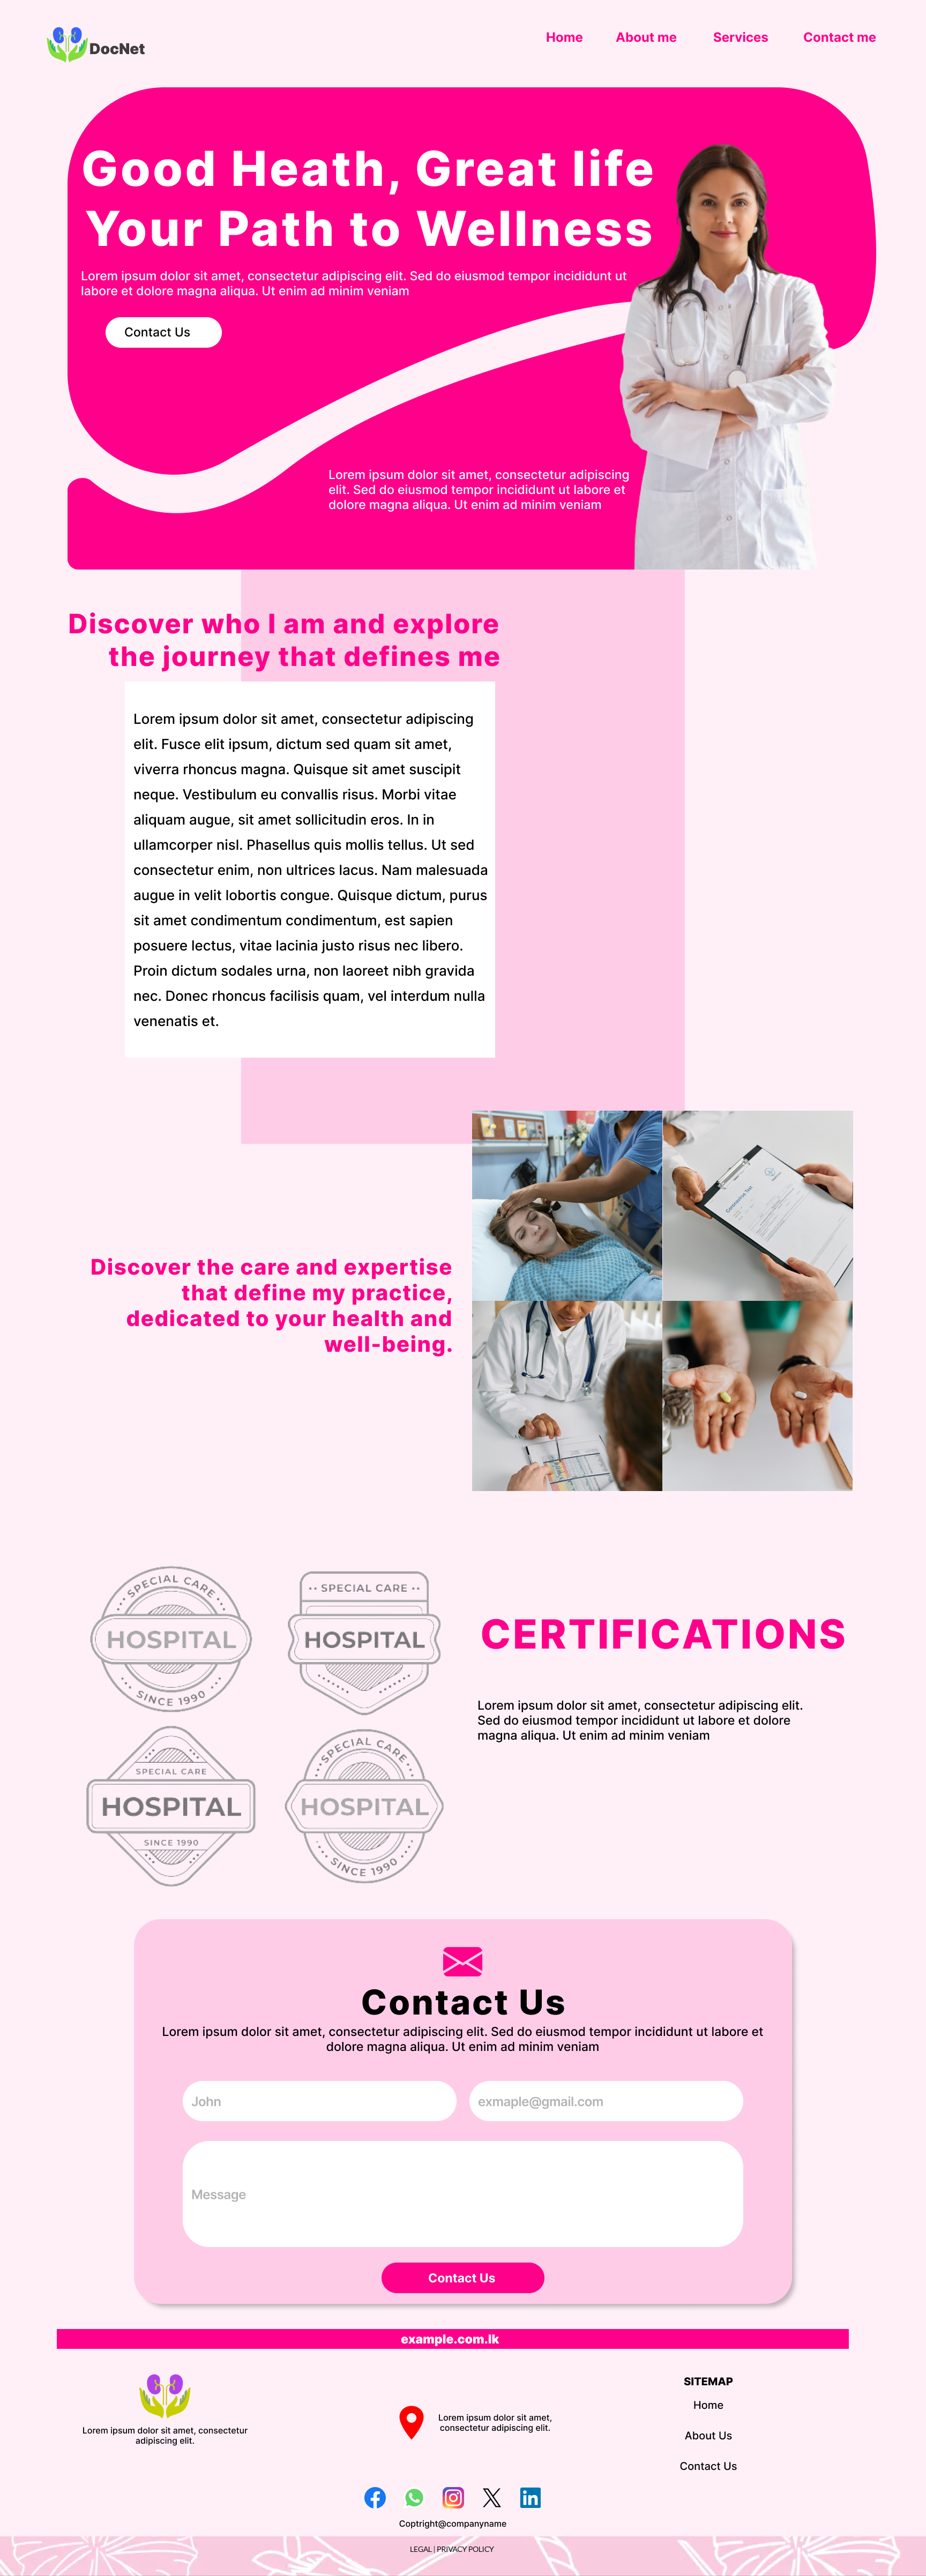 DocNet
Home
About me
Services
Contact me
Good Heath, Great life
Your Path to Wellness
Lorem ipsum dolor sit amet, consectetur adipiscing elit. Sed do eiusmod tempor incididunt ut
labore et dolore magna aliqua. Ut enim ad minim veniam
Contact Us
Lorem ipsum dolor sit amet, consectetur adipiscing
elit. Sed do eiusmod tempor incididunt ut labore et
dolore magna aliqua. Ut enim ad minim veniam
Discover who I am and explore
the journey that defines me
Lorem ipsum dolor sit amet, consectetur adipiscing
elit. Fusce elit ipsum, dictum sed quam sit amet,
viverra rhoncus magna. Quisque sit amet suscipit
neque. Vestibulum eu convallis risus. Morbi vitae
aliquam augue, sit amet sollicitudin eros. In in
ullamcorper nisl. Phasellus quis mollis tellus. Ut sed
consectetur enim, non ultrices lacus. Nam malesuada
augue in velit lobortis congue. Quisque dictum, purus
sit amet condimentum condimentum, est sapien
posuere lectus, vitae lacinia justo risus nec libero.
Proin dictum sodales urna, non laoreet nibh gravida
nec. Donec rhoncus facilisis quam, vel interdum nulla
venenatis et.
Coronavirus Test
Discover the care and expertise
that define my practice,
dedicated to your health and
well-being.
SPECIAL CARE
HOSPITAL
SINCE 1990
SPECIAL CARE
HOSPITAL
SPECIAL CARE
HOSPITAL
SINCE 1990
SPECIAL CARE
HOSPITAL
SINCE 1990
CERTIFICATIONS
Lorem ipsum dolor sit amet, consectetur adipiscing elit.
Sed do eiusmod tempor incididunt ut labore et dolore
magna aliqua. Ut enim ad minim veniam
Contact Us
Lorem ipsum dolor sit amet, consectetur adipiscing elit. Sed do eiusmod tempor incididunt ut labore et
dolore magna aliqua. Ut enim ad minim veniam
John
exmaple@gmail.com
Message
Contact Us
example.com.lk
Lorem ipsum dolor sit amet, consectetur
adipiscing elit.
Lorem ipsum dolor sit amet,
consectetur adipiscing elit.
SITEMAP
Home
About Us
Contact Us
Coptright@companyname
LEGAL | PRIVACY POLICY